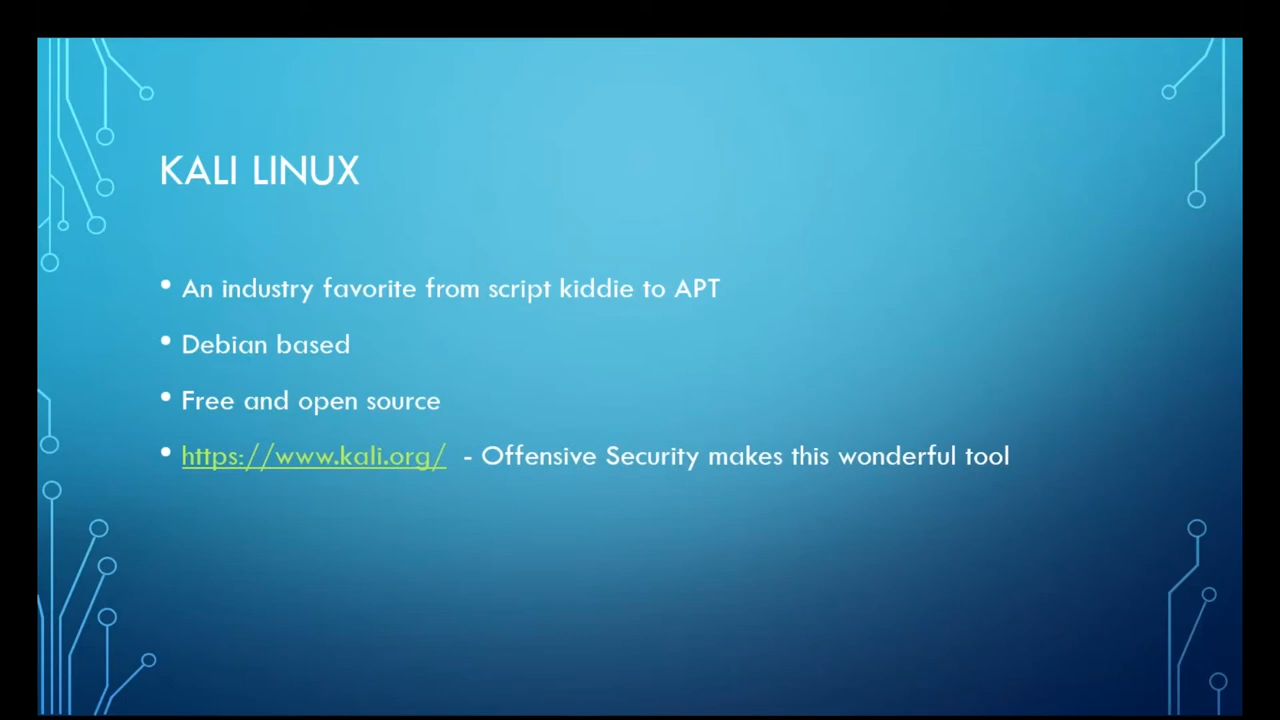 KALI LINUX
• An industry favorite from script kiddie to APT
• Debian based
• Free and open source
• https://www.kali.org/ - Offensive Security makes this wonderful tool